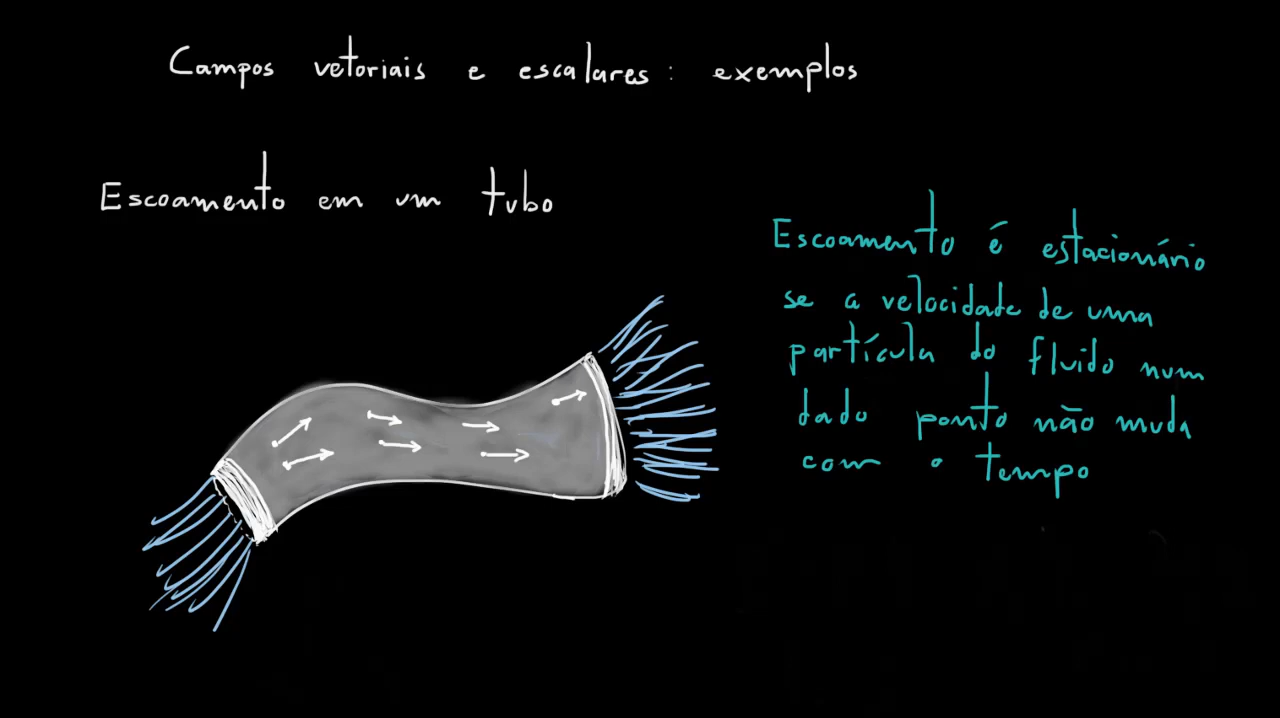 Campos vetoriais e escalares: exemplos
Escoamento em um tubo
Escoamento é estacionário
se a velocidade de uma
partícula do fluido num
dado ponto não muda
com o tempo